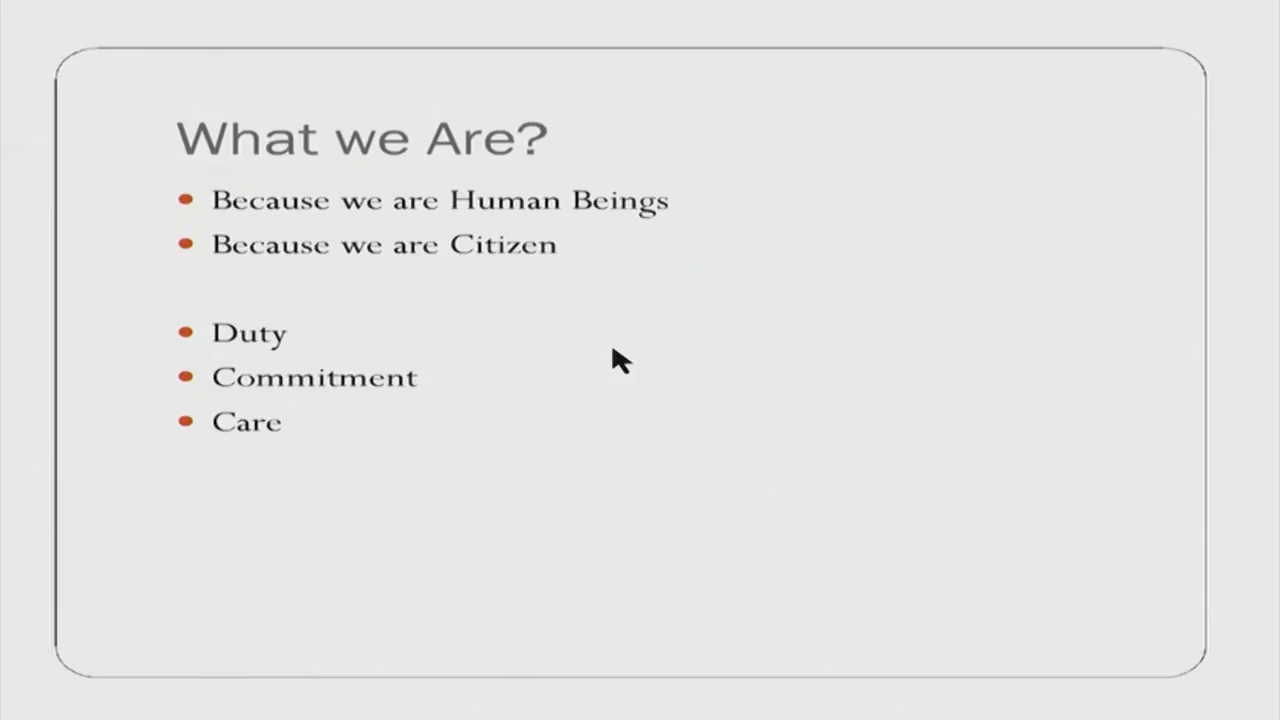 What we Are?
Because we are Human Beings
Because we are Citizen
Duty
Commitment
Care